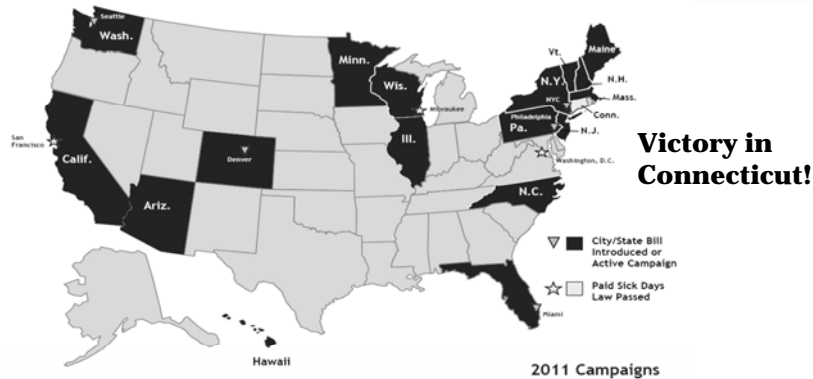 Seattle
Wash.
Minn.
Vt.
Maine
Wis.
N.Y.
N.H.
NYC
Mass.
Milwaukee
Conn.
Philadelphia
Pa.
N.J.
San
Francisco
Calif.
Denver
Ill.
Washington, D.C.
Victory in
Connecticut!
Ariz.
N.C.
City/State Bill
Introduced or
Active Campaign
Paid Sick Days
Law Passed
Miami
Hawaii
2011 Campaigns